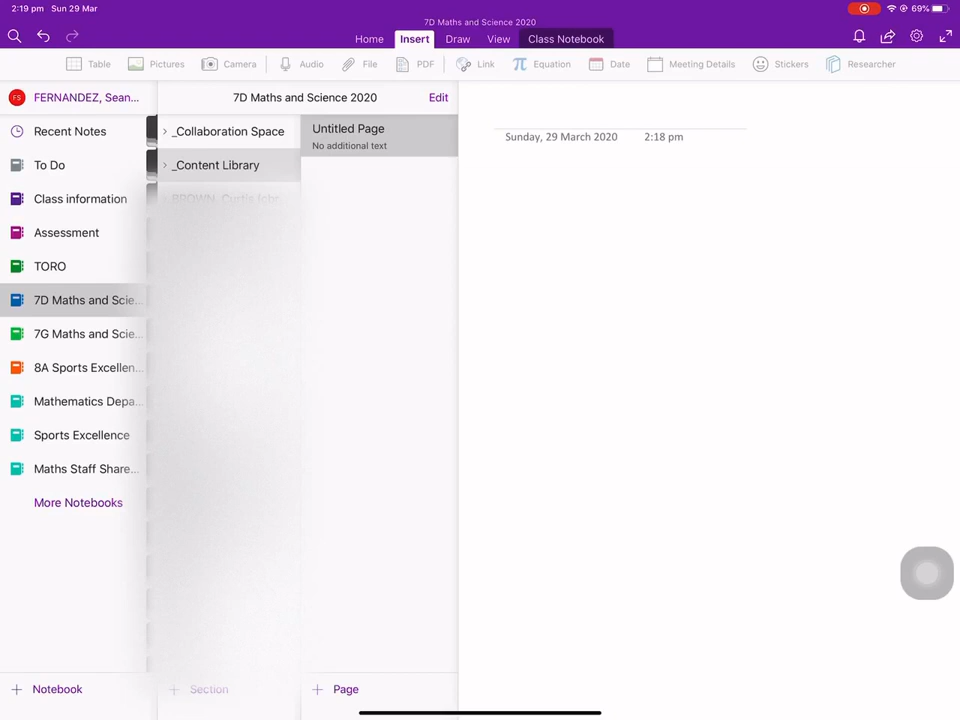 2:19 pm Sun 29 Mar
69%
7D Maths and Science 2020
Home Insert Draw View Class Notebook
Table Pictures Camera Audio File PDF Link Equation Date Meeting Details Stickers Researcher
FS FERNANDEZ, Sean...
7D Maths and Science 2020 Edit
Recent Notes
To Do
Class information
Assessment
TORO
7D Maths and Scie...
7G Maths and Scie...
8A Sports Excellen...
Mathematics Depa...
Sports Excellence
Maths Staff Share...
More Notebooks
_Collaboration Space
_Content Library
BROWN, Curtis
Untitled Page
No additional text
Sunday, 29 March 2020 2:18 pm
Notebook
Section
Page